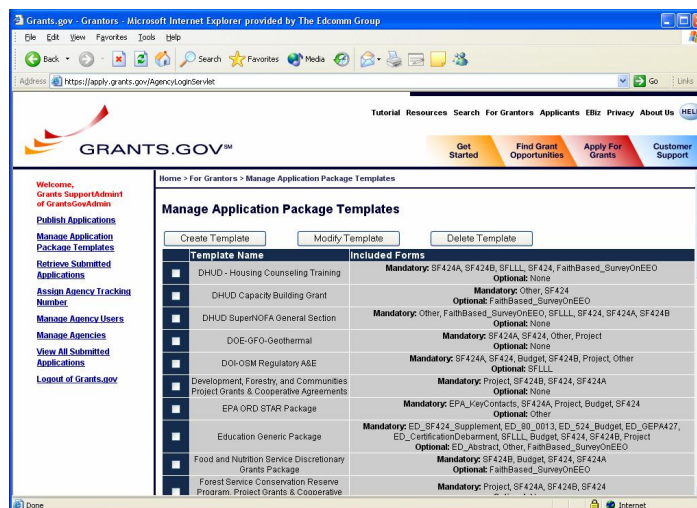 Grants.gov - Grantors - Microsoft Internet Explorer provided by The Edcomm Group
File Edit View Favorites Tools Help
Back Search Favorites Media
Address https://apply.grants.gov/AgencyLoginServlet Go Links
Tutorial Resources Search For Grantors Applicants EBiz Privacy About Us HEL
GRANTS.GOV SM
Get Started
Find Grant Opportunities
Apply For Grants
Customer Support
Home > For Grantors > Manage Application Package Templates
Welcome,
Grants SupportAdmin1
of GrantsGovAdmin
Publish Applications
Manage Application
Package Templates
Retrieve Submitted
Applications
Assign Agency Tracking
Number
Manage Agency Users
Manage Agencies
View All Submitted
Applications
Logout of Grants.gov
Manage Application Package Templates
Create Template Modify Template Delete Template
Template Name Included Forms
DHUD - Housing Counseling Training
Mandatory: SF424A, SF424B, SFLLL, SF424, FaithBased_SurveyOnEEO
Optional: None
DHUD Capacity Building Grant
Mandatory: Other, SF424
Optional: FaithBased_SurveyOnEEO
DHUD SuperNOFA General Section
Mandatory: Other, FaithBased_SurveyOnEEO, SFLLL, SF424, SF424A, SF424B
Optional: None
DOE-GFO-Geothermal
Mandatory: SF424A, SF424, Other, Project
Optional: None
DOI-OSM Regulatory A&E
Mandatory: SF424A, SF424, Budget, SF424B, Project, Other
Optional: SFLLL
Development, Forestry, and Communities
Project Grants & Cooperative Agreements
Mandatory: Project, SF424B, SF424, SF424A
Optional: None
EPA ORD STAR Package
Mandatory: EPA_KeyContacts, SF424A, Project, Budget, SF424
Optional: Other
Education Generic Package
Mandatory: ED_SF424_Supplement, ED_80_0013, ED_524_Budget, ED_GEPA427,
ED_CertificationDebarment, SFLLL, Budget, SF424, SF424B, Project
Optional: ED_Abstract, Other, FaithBased_SurveyOnEEO
Food and Nutrition Service Discretionary
Grants Package
Mandatory: SF424B, Budget, SF424, SF424A
Optional: FaithBased_SurveyOnEEO
Forest Service Conservation Reserve
Program, Project Grants & Cooperative
Mandatory: Project, SF424A, SF424B, SF424
Done Internet